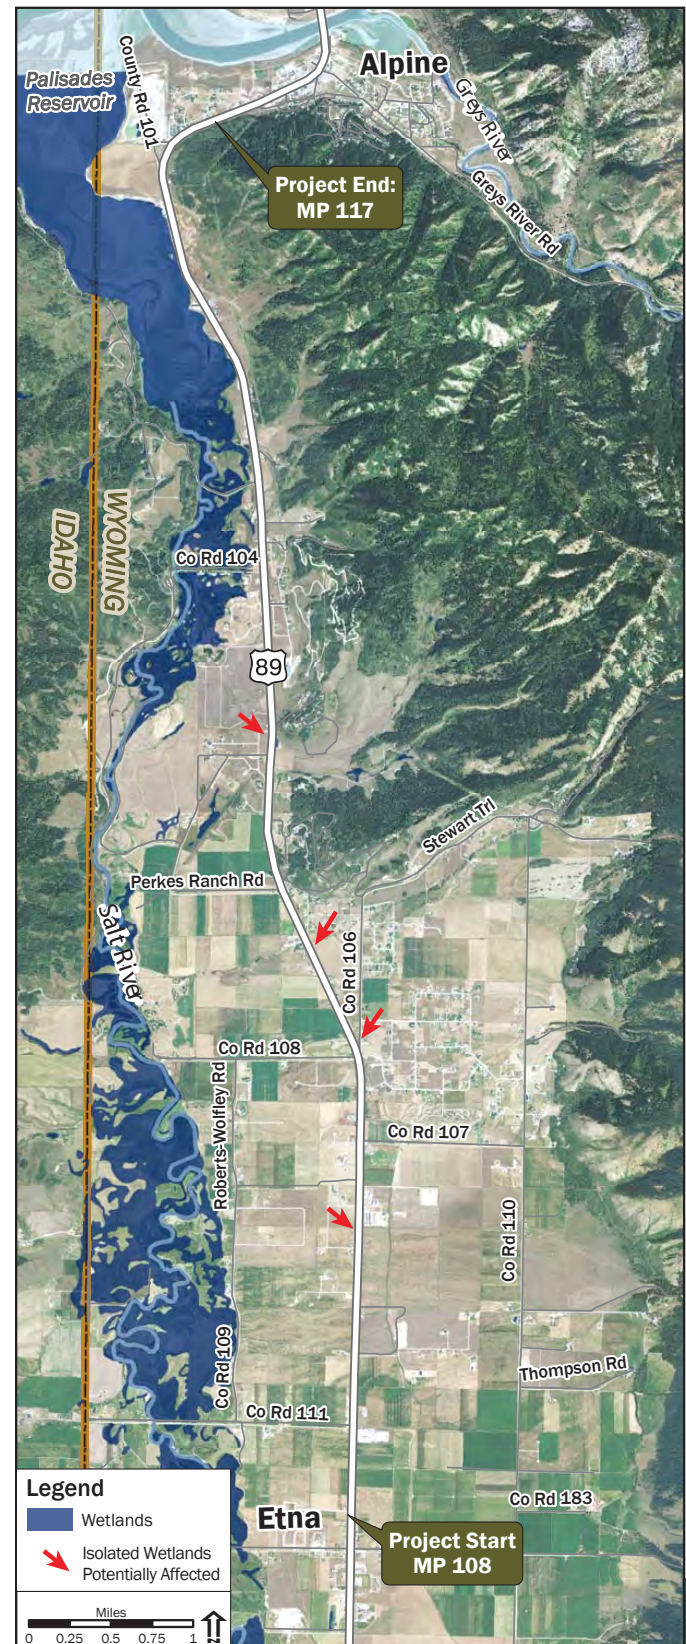 Alpine
County Rd 101
Palisades
Reservoir
Greys River
Project End:
MP 117
Greys River Rd
IDAHO
WYOMING
Co Rd 104
89
Stewart Trl
Perkes Ranch Rd
Salt River
Co Rd 106
Co Rd 108
Roberts-Wolfley Rd
Co Rd 107
Co Rd 110
Co Rd 109
Thompson Rd
Co Rd 111
Legend
Wetlands
Isolated Wetlands
Potentially Affected
Miles
0 0.25 0.5 0.75 1
N
Etna
Co Rd 183
Project Start
MP 108